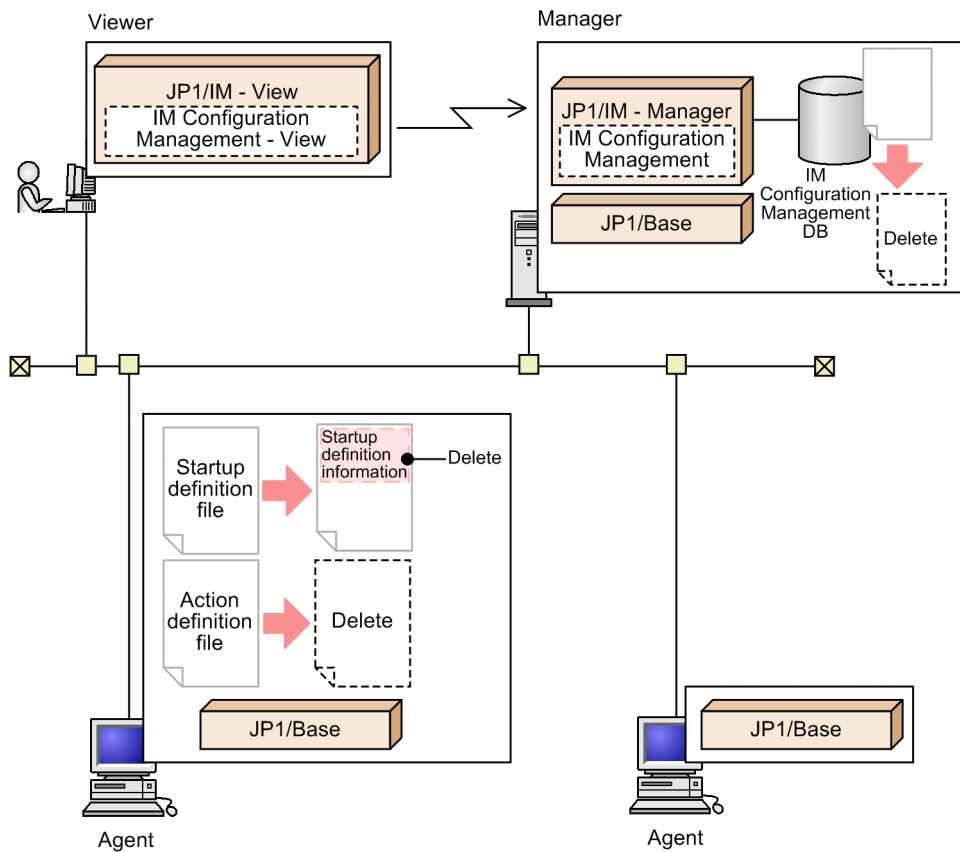 Viewer
JP1/IM - View
IM Configuration
Management - View
Manager
JP1/IM - Manager
IM Configuration
Management
JP1/Base
IM
Configuration
Management
DB
Delete
Startup
definition
file
Startup
definition
information
Delete
Action
definition
file
Delete
JP1/Base
Agent
JP1/Base
Agent